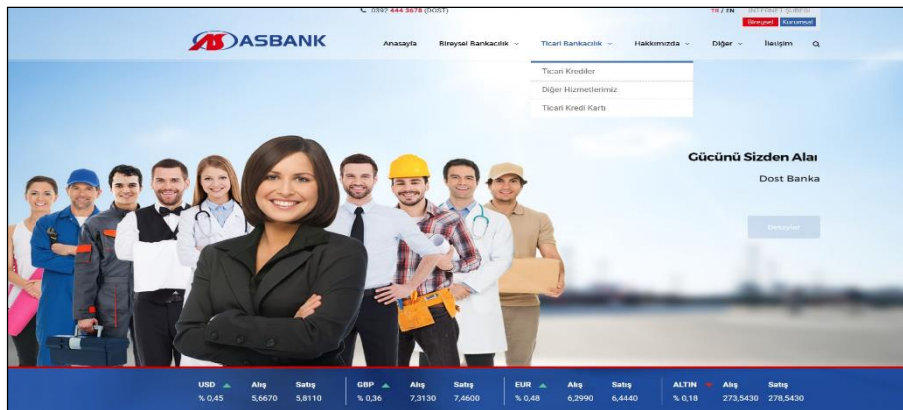 0392 444 3678 (DOST)
TR / EN
INTERNET ŞUBESİ
Bireysel Kurumsal
ASBANK
Anasayfa Bireysel Bankacılık Ticari Bankacılık Hakkımızda Diğer İletişim
Ticari Krediler
Diğer Hizmetlerimiz
Ticari Kredi Kartı
Gücünü Sizden Alaı
Dost Banka
Detaylar
USD Alış Satış GBP Alış Satış EUR Alış Satış ALTIN Alış Satış
% 0,45 5,6670 5,8110 % 0,36 7,3130 7,4600 % 0,48 6,2990 6,4440 % 0,18 273,5430 278,5430